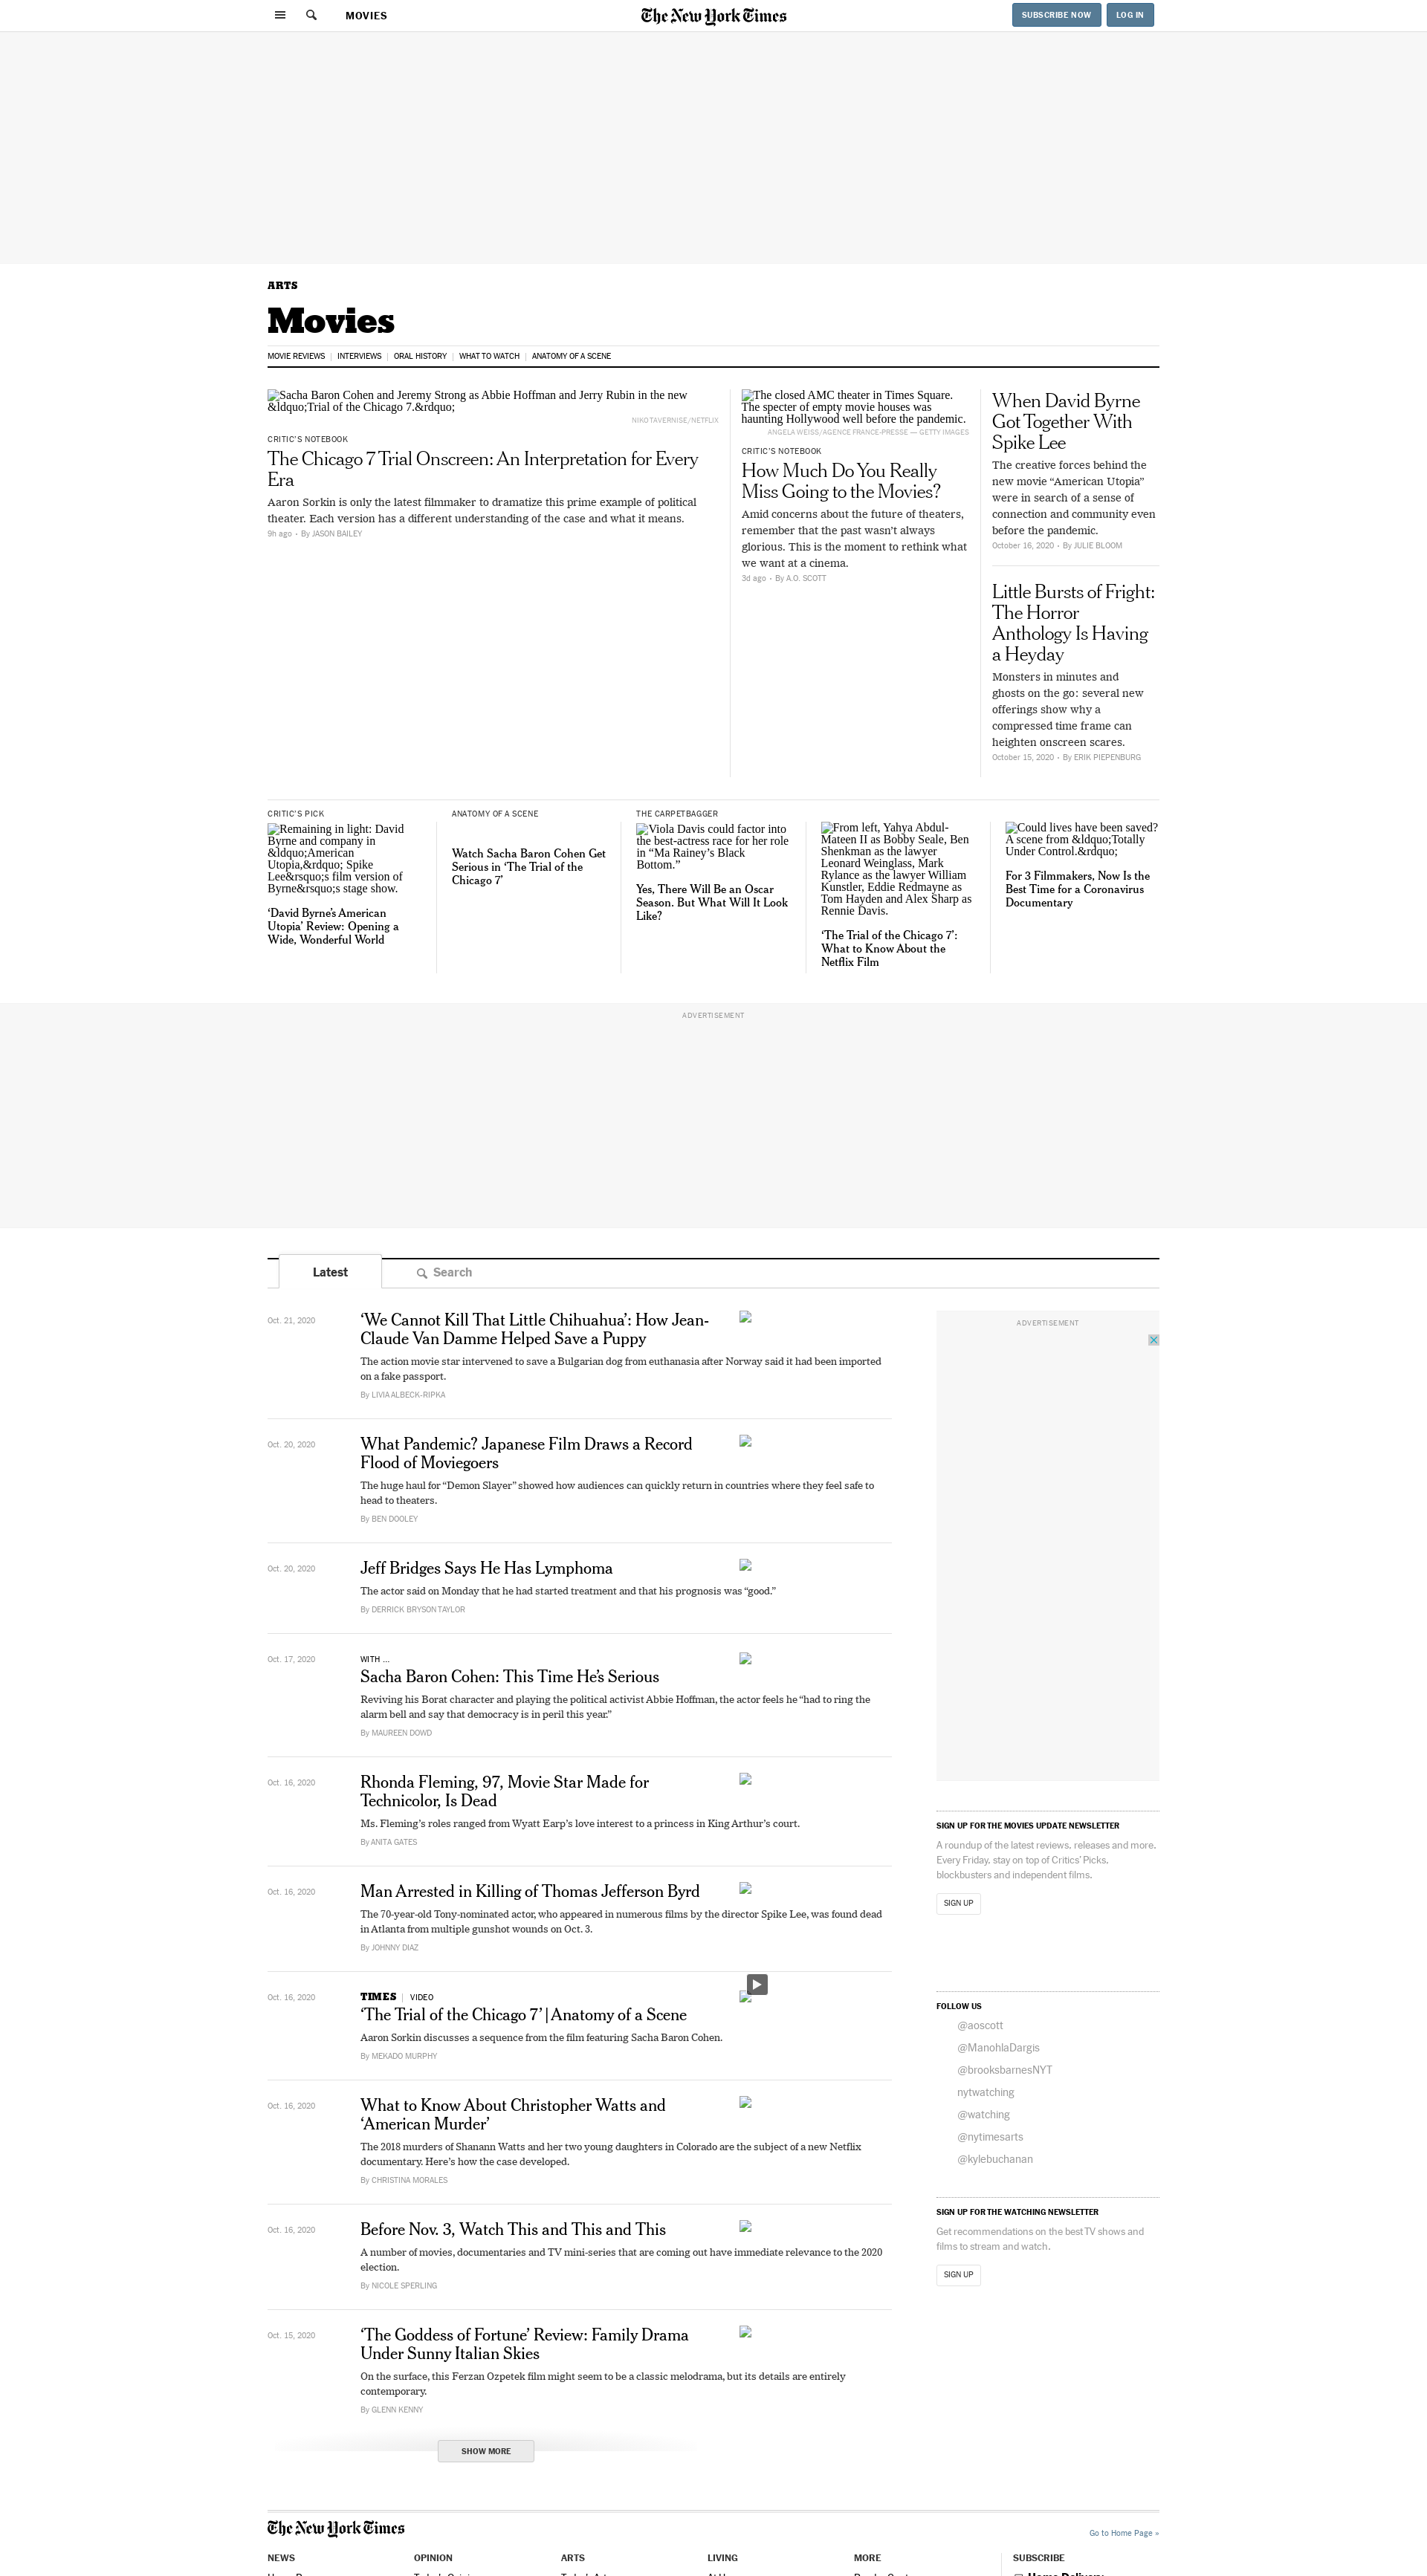 MOVIES
The New York Times
SUBSCRIBE NOW
LOG IN
ARTS
Movies
MOVIE REVIEWS | INTERVIEWS | ORAL HISTORY | WHAT TO WATCH | ANATOMY OF A SCENE
Sacha Baron Cohen and Jeremy Strong as Abbie Hoffman and Jerry Rubin in the new
&ldquo;Trial of the Chicago 7.&rdquo;
NIKO TAVERNISE/NETFLIX
CRITIC'S NOTEBOOK
The Chicago 7 Trial Onscreen: An Interpretation for Every
Era
Aaron Sorkin is only the latest filmmaker to dramatize this prime example of political
theater. Each version has a different understanding of the case and what it means.
9h ago • By JASON BAILEY
The closed AMC theater in Times Square.
The specter of empty movie houses was
haunting Hollywood well before the pandemic.
ANGELA WEISS/AGENCE FRANCE-PRESSE — GETTY IMAGES
CRITIC'S NOTEBOOK
How Much Do You Really
Miss Going to the Movies?
Amid concerns about the future of theaters,
remember that the past wasn't always
glorious. This is the moment to rethink what
we want at a cinema.
3d ago • By A.O. SCOTT
When David Byrne
Got Together With
Spike Lee
The creative forces behind the
new movie “American Utopia”
were in search of a sense of
connection and community even
before the pandemic.
October 16, 2020 • By JULIE BLOOM
Little Bursts of Fright:
The Horror
Anthology Is Having
a Heyday
Monsters in minutes and
ghosts on the go: several new
offerings show why a
compressed time frame can
heighten onscreen scares.
October 15, 2020 • By ERIK PIEPENBURG
CRITIC'S PICK
Remaining in light: David
Byrne and company in
&ldquo;American
Utopia,&rdquo; Spike
Lee&rsquo;s film version of
Byrne&rsquo;s stage show.
‘David Byrne’s American
Utopia’ Review: Opening a
Wide, Wonderful World
ANATOMY OF A SCENE
Watch Sacha Baron Cohen Get
Serious in ‘The Trial of the
Chicago 7’
THE CARPETBAGGER
Viola Davis could factor into
the best-actress race for her role
in “Ma Rainey’s Black
Bottom.”
Yes, There Will Be an Oscar
Season. But What Will It Look
Like?
From left, Yahya Abdul-
Mateen II as Bobby Seale, Ben
Shenkman as the lawyer
Leonard Weinglass, Mark
Rylance as the lawyer William
Kunstler, Eddie Redmayne as
Tom Hayden and Alex Sharp as
Rennie Davis.
‘The Trial of the Chicago 7’:
What to Know About the
Netflix Film
Could lives have been saved?
A scene from &ldquo;Totally
Under Control.&rdquo;
For 3 Filmmakers, Now Is the
Best Time for a Coronavirus
Documentary
ADVERTISEMENT
Latest
Search
Oct. 21, 2020
‘We Cannot Kill That Little Chihuahua’: How Jean-
Claude Van Damme Helped Save a Puppy
The action movie star intervened to save a Bulgarian dog from euthanasia after Norway said it had been imported
on a fake passport.
By LIVIA ALBECK-RIPKA
Oct. 20, 2020
What Pandemic? Japanese Film Draws a Record
Flood of Moviegoers
The huge haul for “Demon Slayer” showed how audiences can quickly return in countries where they feel safe to
head to theaters.
By BEN DOOLEY
Oct. 20, 2020
Jeff Bridges Says He Has Lymphoma
The actor said on Monday that he had started treatment and that his prognosis was “good.”
By DERRICK BRYSON TAYLOR
Oct. 17, 2020
WITH ...
Sacha Baron Cohen: This Time He’s Serious
Reviving his Borat character and playing the political activist Abbie Hoffman, the actor feels he “had to ring the
alarm bell and say that democracy is in peril this year.”
By MAUREEN DOWD
Oct. 16, 2020
Rhonda Fleming, 97, Movie Star Made for
Technicolor, Is Dead
Ms. Fleming’s roles ranged from Wyatt Earp’s love interest to a princess in King Arthur’s court.
By ANITA GATES
Oct. 16, 2020
Man Arrested in Killing of Thomas Jefferson Byrd
The 70-year-old Tony-nominated actor, who appeared in numerous films by the director Spike Lee, was found dead
in Atlanta from multiple gunshot wounds on Oct. 3.
By JOHNNY DIAZ
Oct. 16, 2020
TIMES | VIDEO
‘The Trial of the Chicago 7’ | Anatomy of a Scene
Aaron Sorkin discusses a sequence from the film featuring Sacha Baron Cohen.
By MEKADO MURPHY
Oct. 16, 2020
What to Know About Christopher Watts and
‘American Murder’
The 2018 murders of Shanann Watts and her two young daughters in Colorado are the subject of a new Netflix
documentary. Here’s how the case developed.
By CHRISTINA MORALES
Oct. 16, 2020
Before Nov. 3, Watch This and This and This
A number of movies, documentaries and TV mini-series that are coming out have immediate relevance to the 2020
election.
By NICOLE SPERLING
Oct. 15, 2020
‘The Goddess of Fortune’ Review: Family Drama
Under Sunny Italian Skies
On the surface, this Ferzan Ozpetek film might seem to be a classic melodrama, but its details are entirely
contemporary.
By GLENN KENNY
SHOW MORE
ADVERTISEMENT
SIGN UP FOR THE MOVIES UPDATE NEWSLETTER
A roundup of the latest reviews, releases and more.
Every Friday, stay on top of Critics’ Picks,
blockbusters and independent films.
SIGN UP
FOLLOW US
@aoscott
@ManohlaDargis
@brooksbarnesNYT
nytwatching
@watching
@nytimesarts
@kylebuchanan
SIGN UP FOR THE WATCHING NEWSLETTER
Get recommendations on the best TV shows and
films to stream and watch.
SIGN UP
The New York Times
Go to Home Page »
NEWS
OPINION
ARTS
LIVING
MORE
SUBSCRIBE